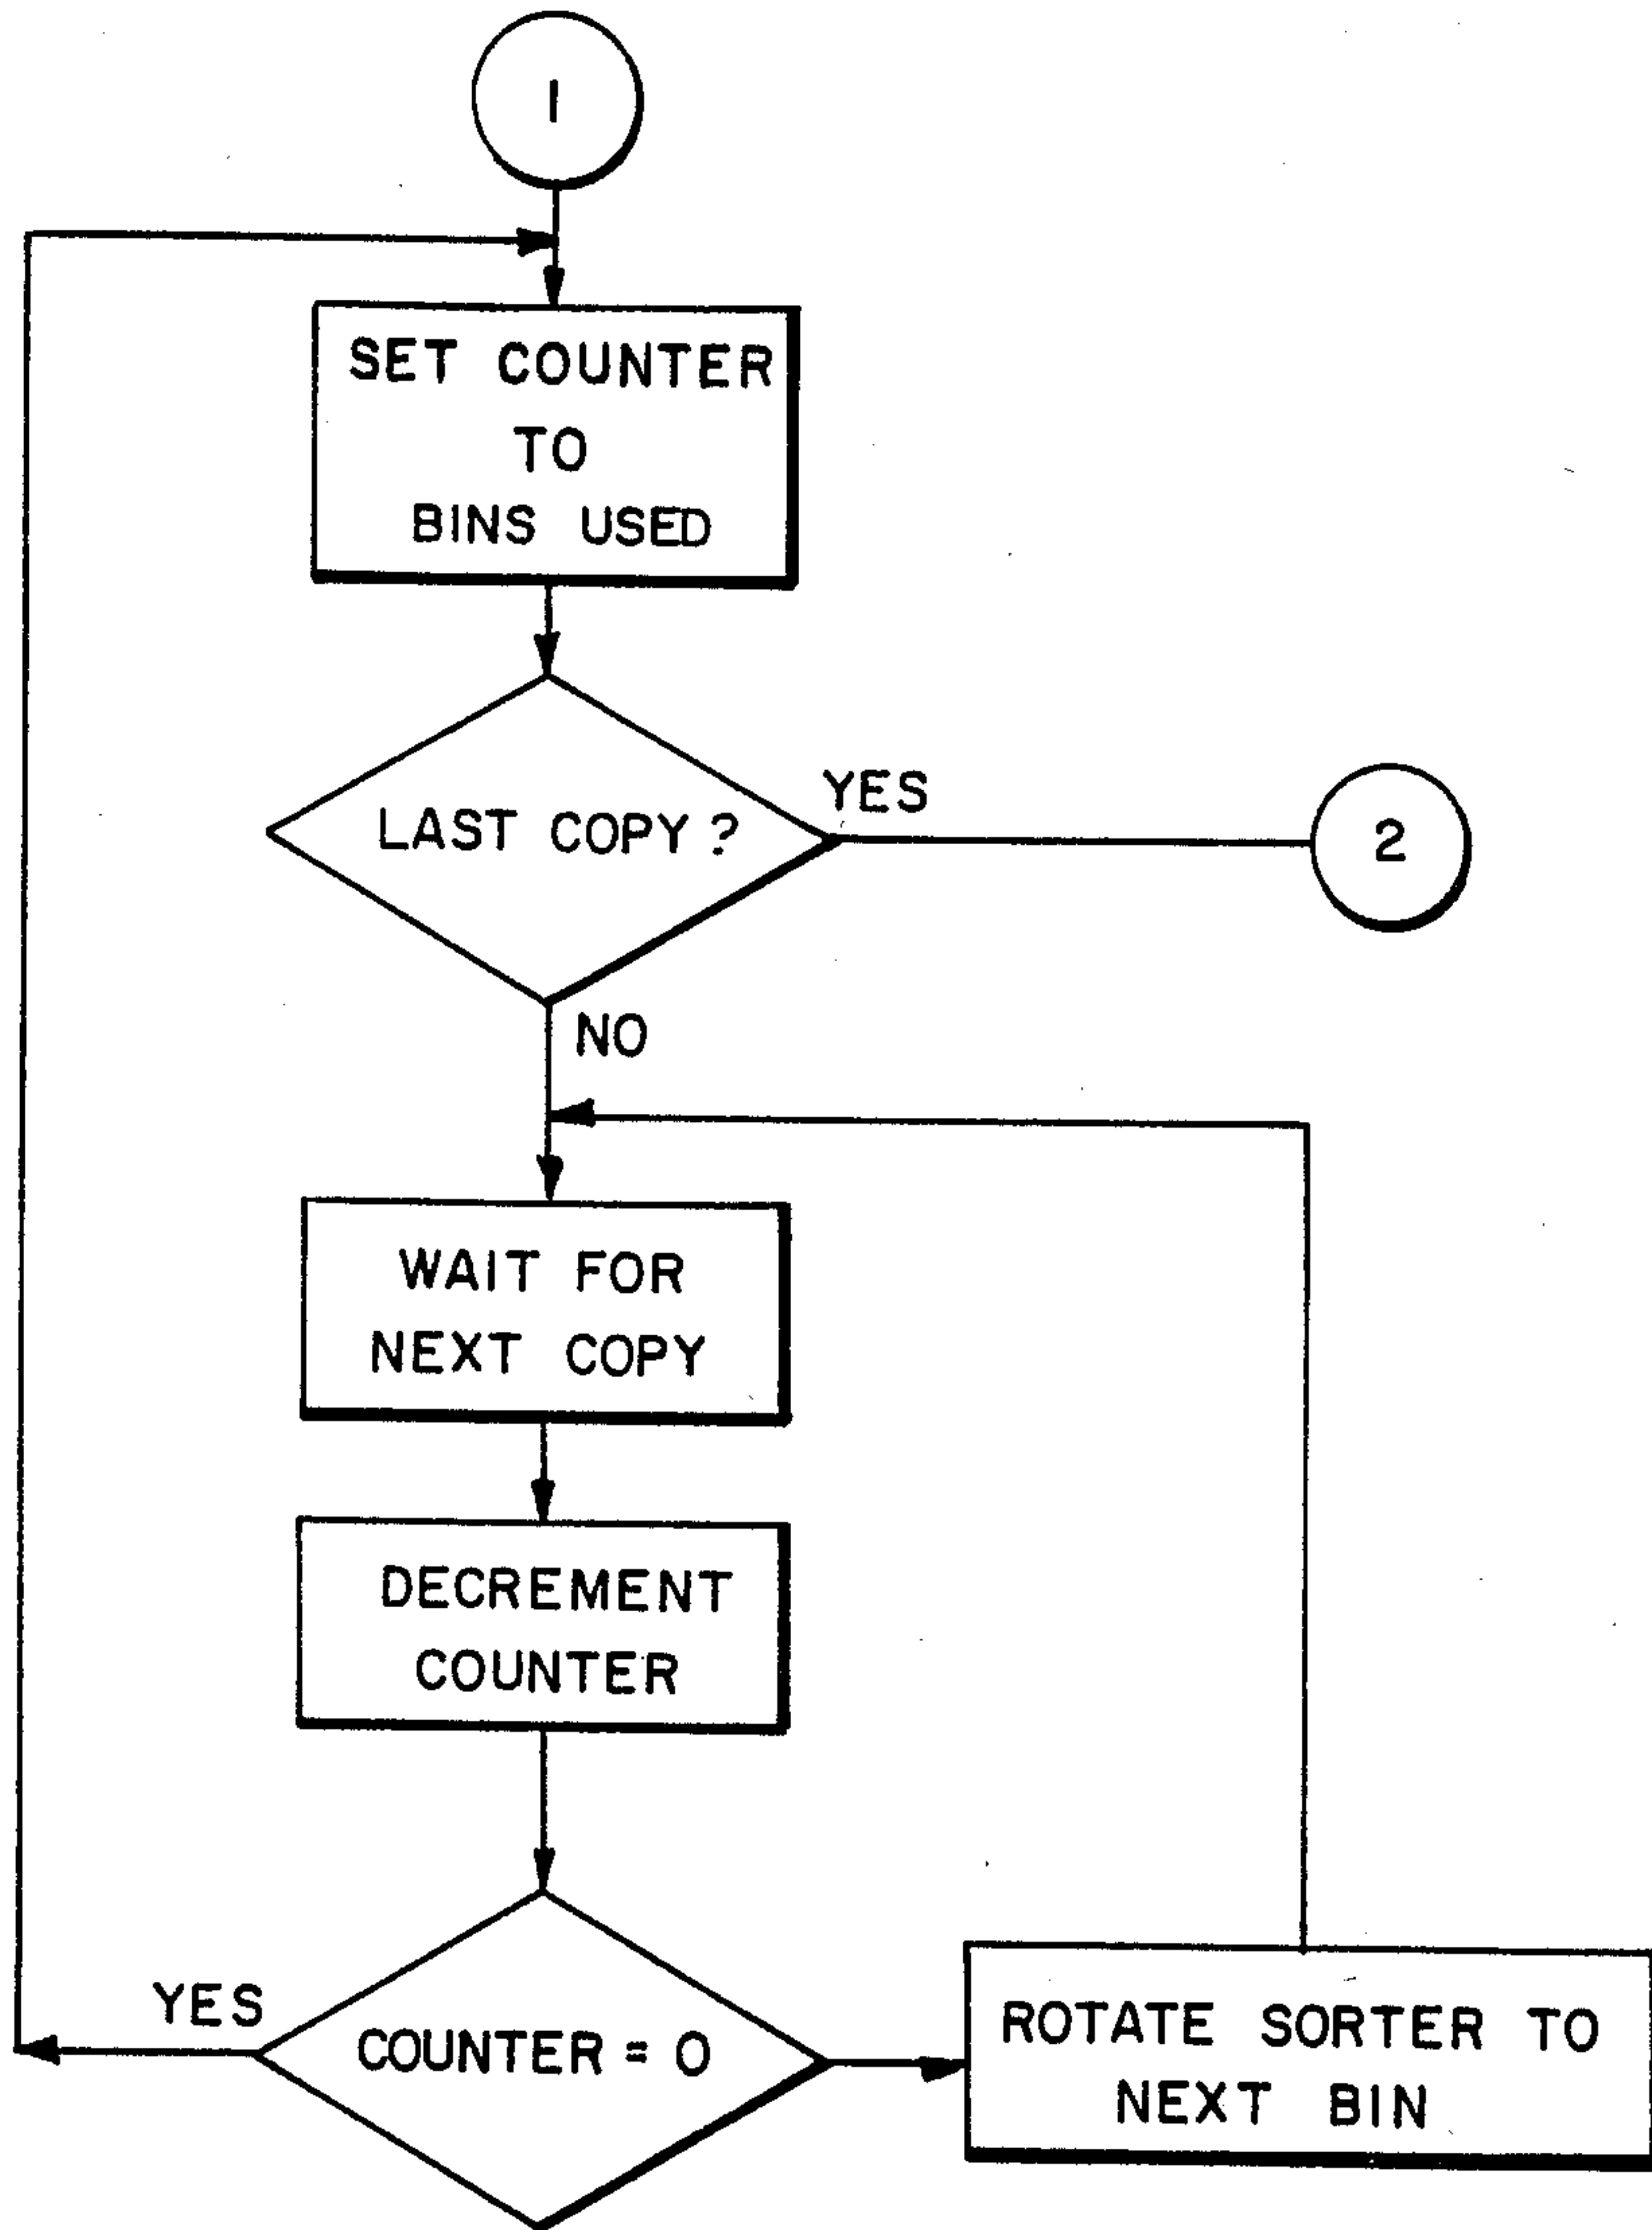 1
SET COUNTER
TO
BINS USED
LAST COPY?
YES
2
NO
WAIT FOR
NEXT COPY
DECREMENT
COUNTER
YES
COUNTER = 0
ROTATE SORTER TO
NEXT BIN